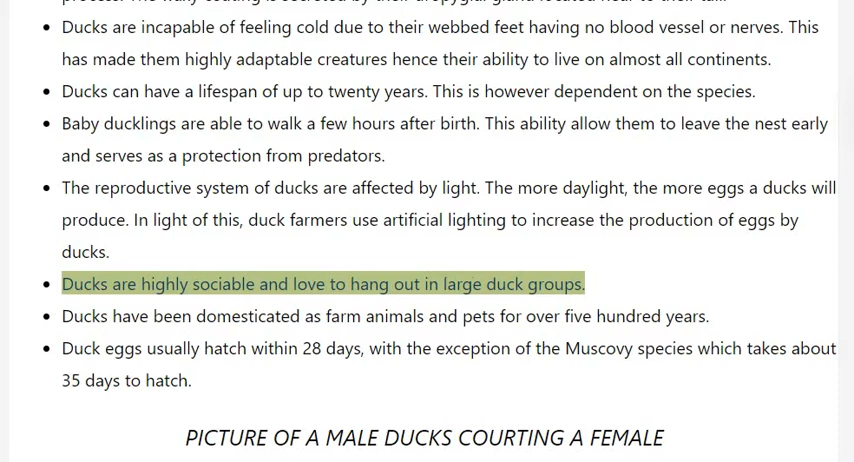 Ducks are incapable of feeling cold due to their webbed feet having no blood vessel or nerves. This
has made them highly adaptable creatures hence their ability to live on almost all continents.
Ducks can have a lifespan of up to twenty years. This is however dependent on the species.
Baby ducklings are able to walk a few hours after birth. This ability allow them to leave the nest early
and serves as a protection from predators.
The reproductive system of ducks are affected by light. The more daylight, the more eggs a ducks will
produce. In light of this, duck farmers use artificial lighting to increase the production of eggs by
ducks.
Ducks are highly sociable and love to hang out in large duck groups.
Ducks have been domesticated as farm animals and pets for over five hundred years.
Duck eggs usually hatch within 28 days, with the exception of the Muscovy species which takes about
35 days to hatch.
PICTURE OF A MALE DUCKS COURTING A FEMALE